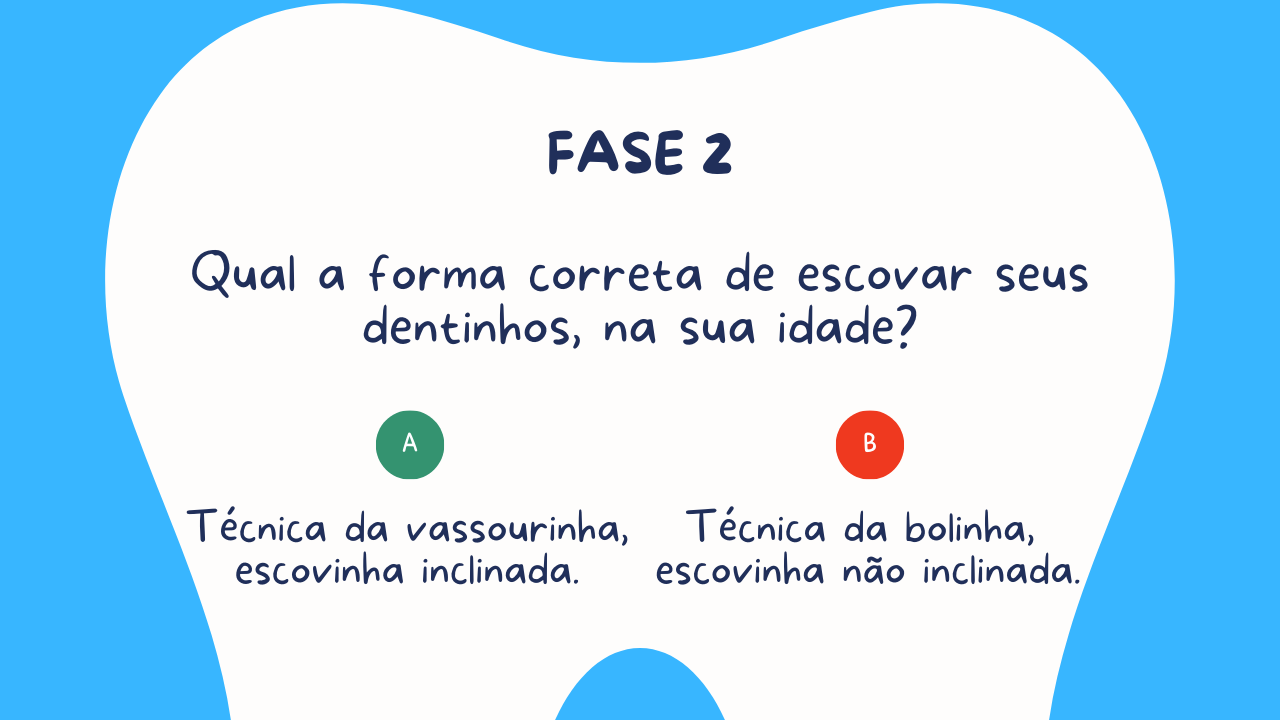 FASE 2
Qual a forma correta de escovar seus
dentinhos, na sua idade?
A
Técnica da vassourinha,
escovinha inclinada.
B
Técnica da bolinha,
escovinha não inclinada.